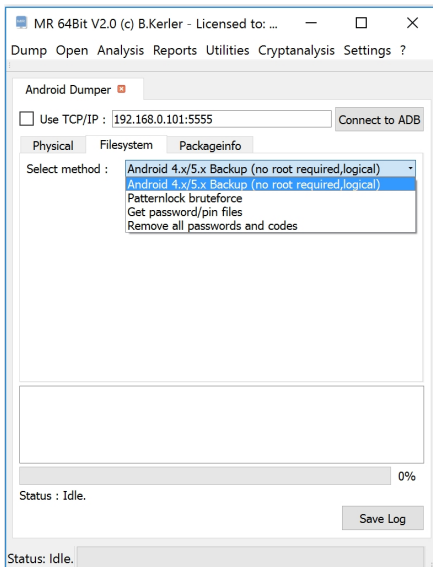 MR 64Bit V2.0 (c) B.Kerler - Licensed to: ...
Dump Open Analysis Reports Utilities Cryptanalysis Settings ?
Android Dumper
Use TCP/IP : 192.168.0.101:5555 Connect to ADB
Physical Filesystem Packageinfo
Select method : Android 4.x/5.x Backup (no root required,logical)
Android 4.x/5.x Backup (no root required,logical)
Patternlock bruteforce
Get password/pin files
Remove all passwords and codes
0%
Status : Idle.
Save Log
Status: Idle.